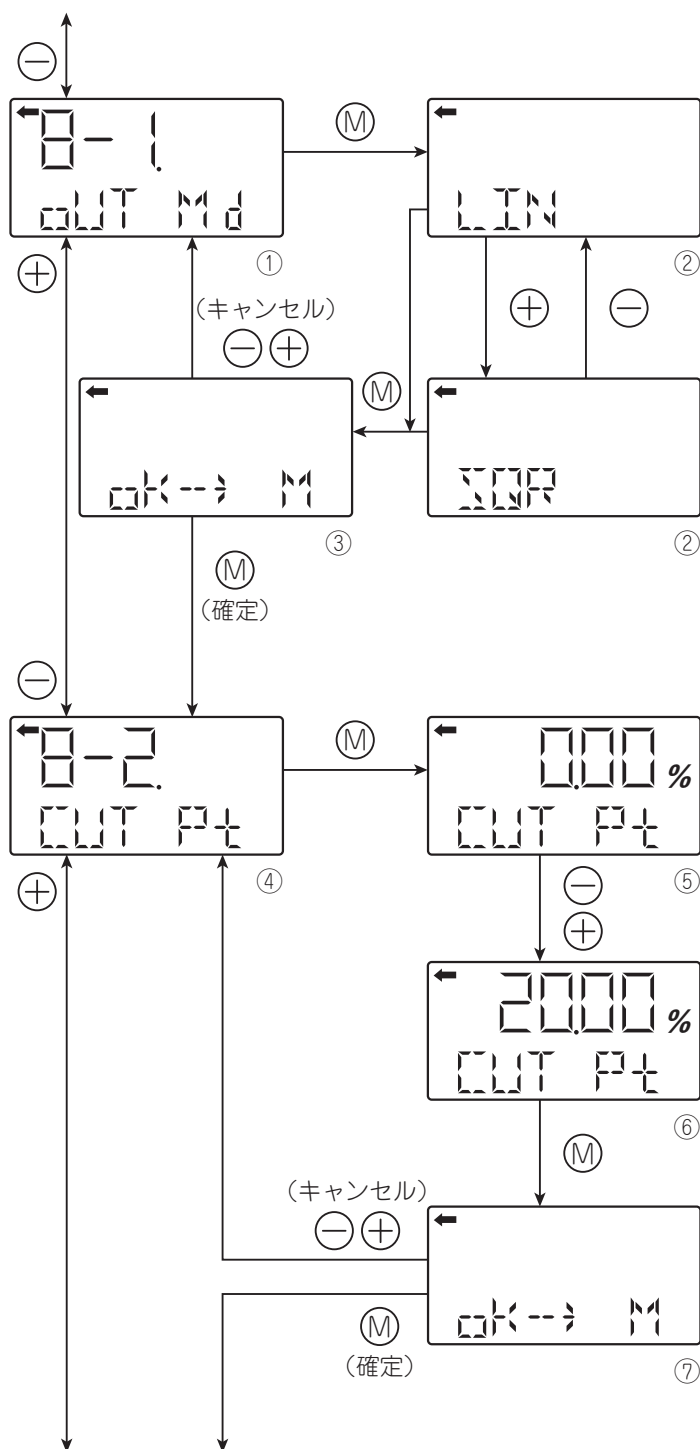 ⊖
8-1.
oUT Md
①
Ⓜ
LIN
②
⊕
(キャンセル)
⊖⊕
⊕
⊖
Ⓜ
oK--→ M
③
SQR
②
Ⓜ
(確定)
⊖
8-2.
CUT Pt
④
Ⓜ
0.00%
CUT Pt
⑤
⊕
⊖
⊕
20.00%
CUT Pt
⑥
Ⓜ
(キャンセル)
⊖⊕
oK--→ M
⑦
Ⓜ
(確定)